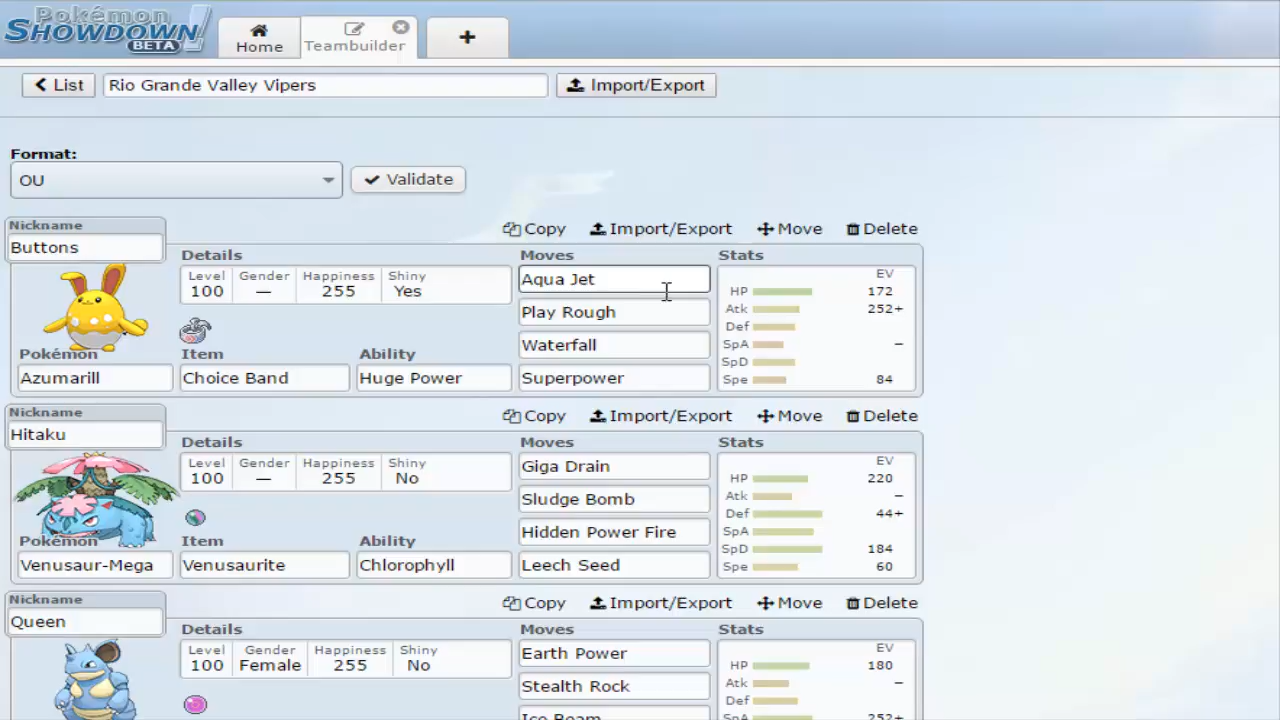 Pokémon
SHOWDOWN!
BETA
Home
Teambuilder
List
Rio Grande Valley Vipers
Import/Export
Format:
OU
Validate
Nickname
Buttons
Copy Import/Export Move Delete
Details
Moves
Stats
Level Gender Happiness Shiny
100 — 255 Yes
Pokémon
Azumarill
Item
Choice Band
Ability
Huge Power
Aqua Jet
Play Rough
Waterfall
Superpower
EV
HP 172
Atk 252+
Def
SpA –
SpD
Spe 84
Nickname
Hitaku
Copy Import/Export Move Delete
Details
Moves
Stats
Level Gender Happiness Shiny
100 — 255 No
Pokémon
Venusaur-Mega
Item
Venusaurite
Ability
Chlorophyll
Giga Drain
Sludge Bomb
Hidden Power Fire
Leech Seed
EV
HP 220
Atk –
Def 44+
SpA
SpD 184
Spe 60
Nickname
Queen
Copy Import/Export Move Delete
Details
Moves
Stats
Level Gender Happiness Shiny
100 Female 255 No
Earth Power
Stealth Rock
Ice Beam
EV
HP 180
Atk –
Def
SpA 252+